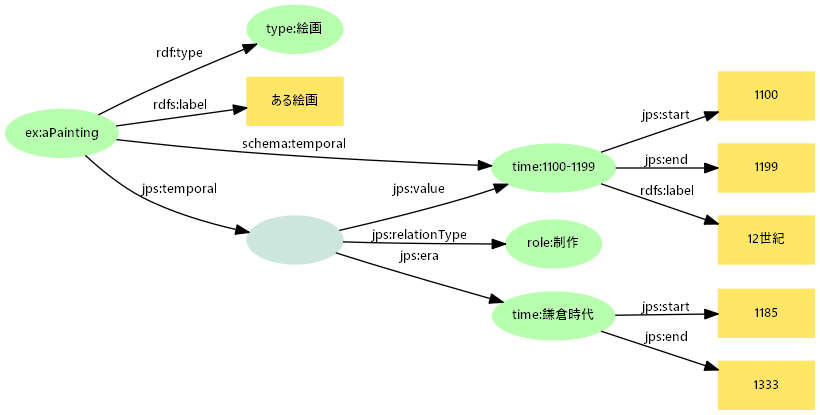 type:絵画
rdf:type
ある絵画
rdfs:label
ex:aPainting
schema:temporal
jps:temporal
time:1100-1199
jps:value
jps:relationType
role:制作
jps:era
time:鎌倉時代
jps:start
1100
jps:end
1199
rdfs:label
12世紀
jps:start
1185
jps:end
1333